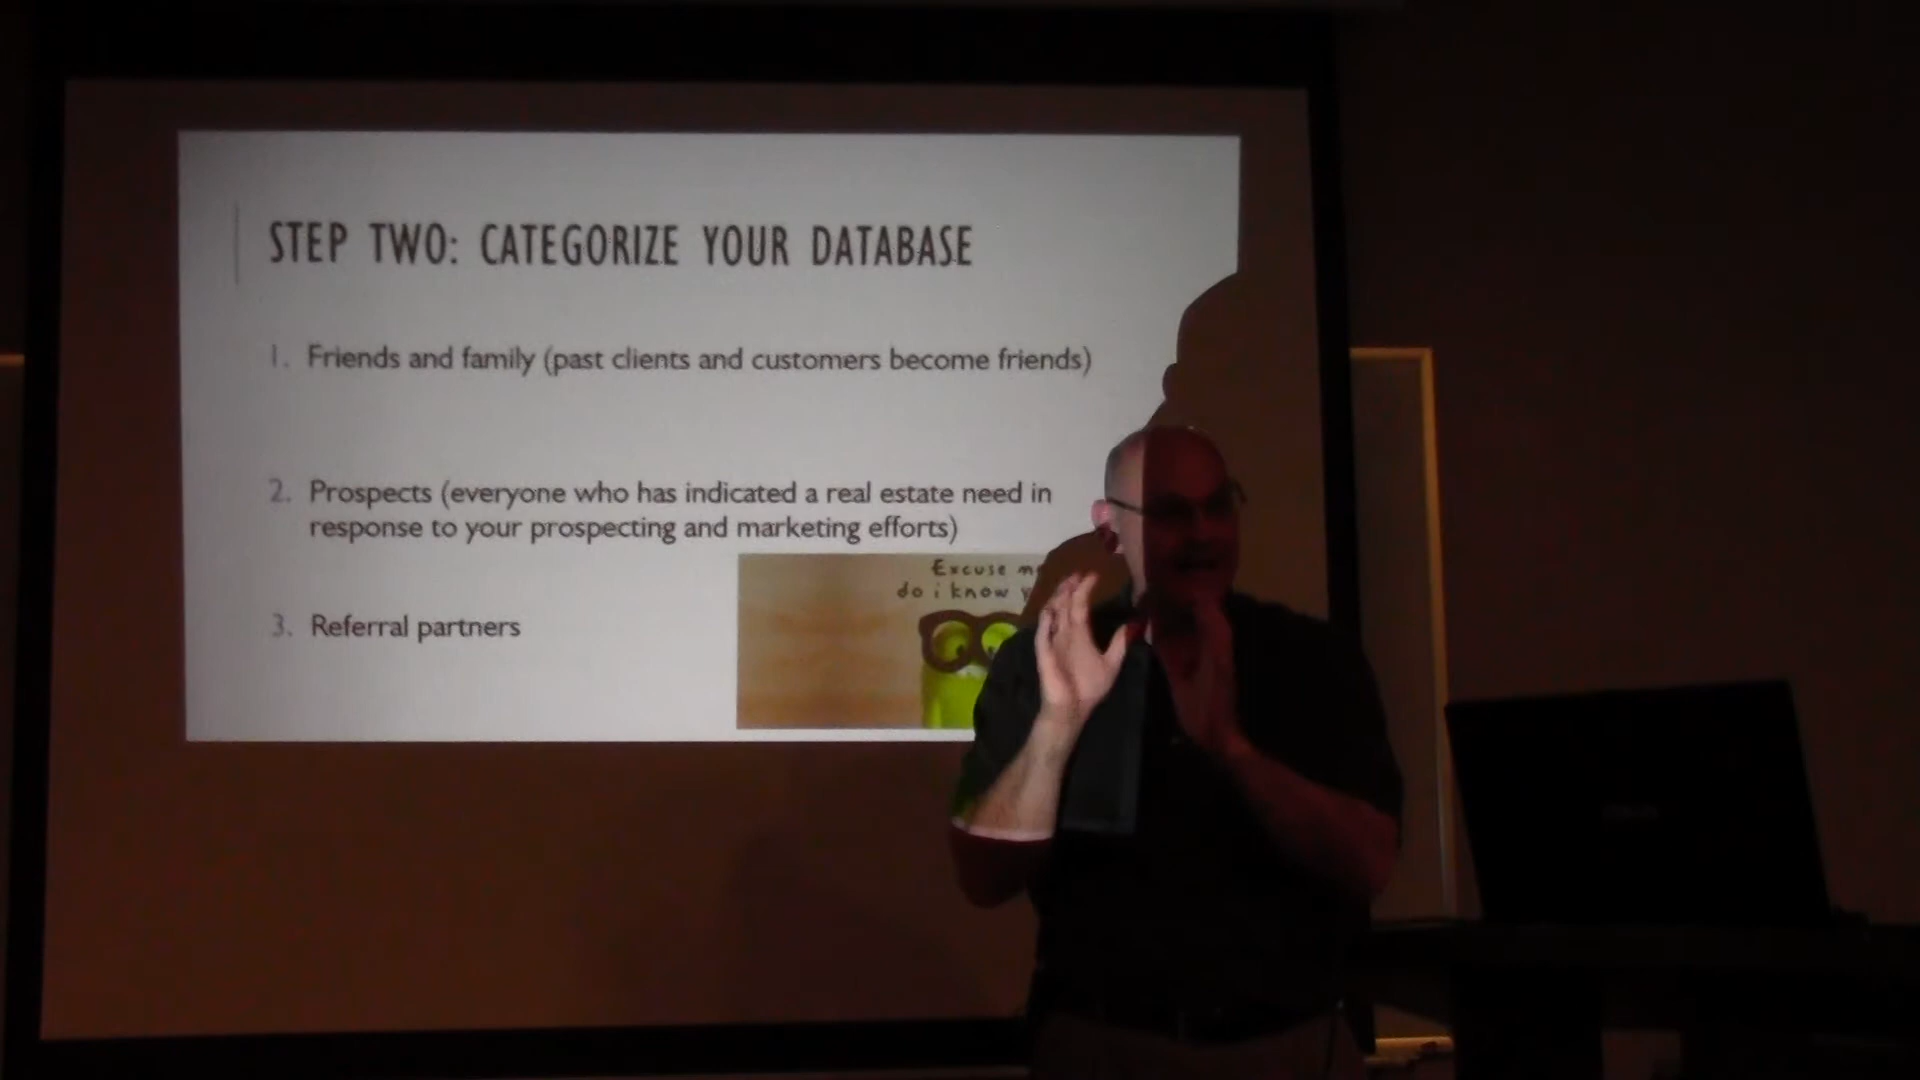 STEP TWO: CATEGORIZE YOUR DATABASE
1. Friends and family (past clients and customers become friends)
2. Prospects (everyone who has indicated a real estate need in
response to your prospecting and marketing efforts)
Excuse
do i know
3. Referral partners